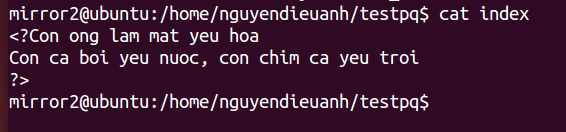 mirror2@ubuntu:/home/nguyendieuanh/testpq$ cat index
<?Con ong lam mat yeu hoa
Con ca boi yeu nuoc, con chim ca yeu troi
?>
mirror2@ubuntu:/home/nguyendieuanh/testpq$